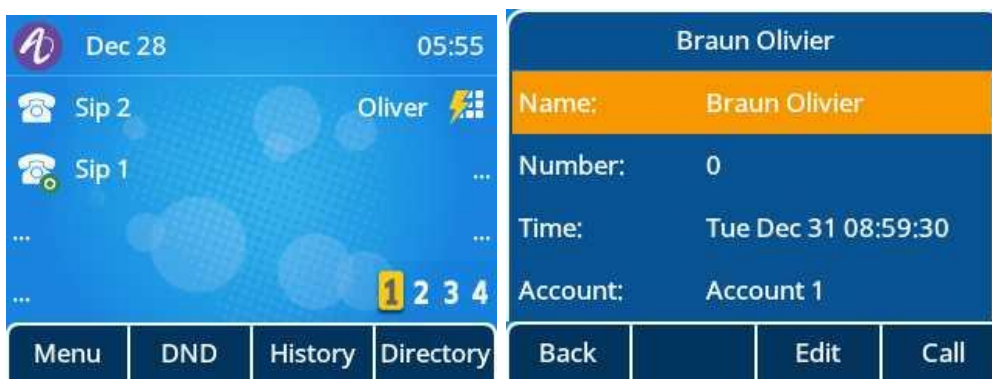 Dec 28 05:55
Sip 2 Oliver
Sip 1 ...
... ...
... 1 2 3 4
Menu DND History Directory
Braun Olivier
Name: Braun Olivier
Number: 0
Time: Tue Dec 31 08:59:30
Account: Account 1
Back Edit Call